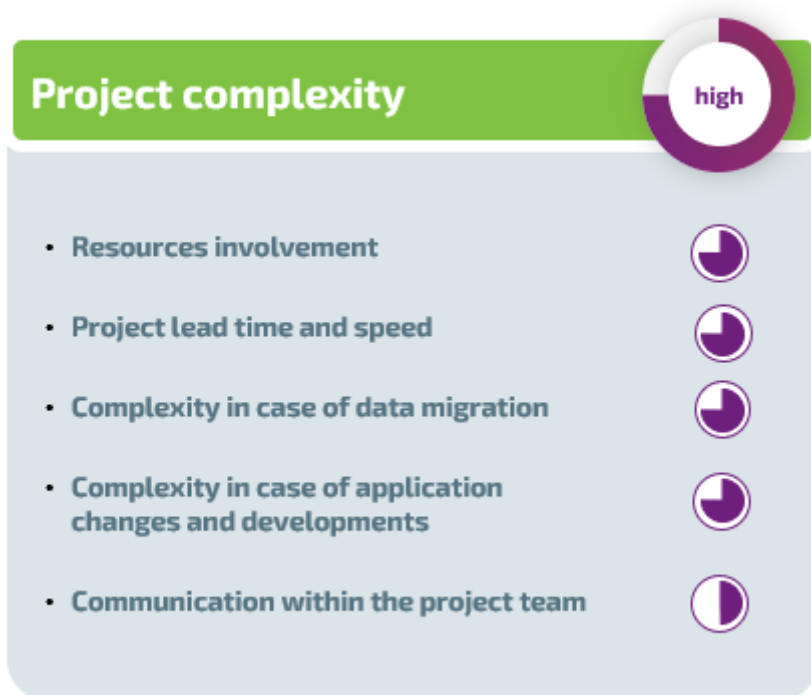 Project complexity
high
• Resources involvement
• Project lead time and speed
• Complexity in case of data migration
• Complexity in case of application
changes and developments
• Communication within the project team